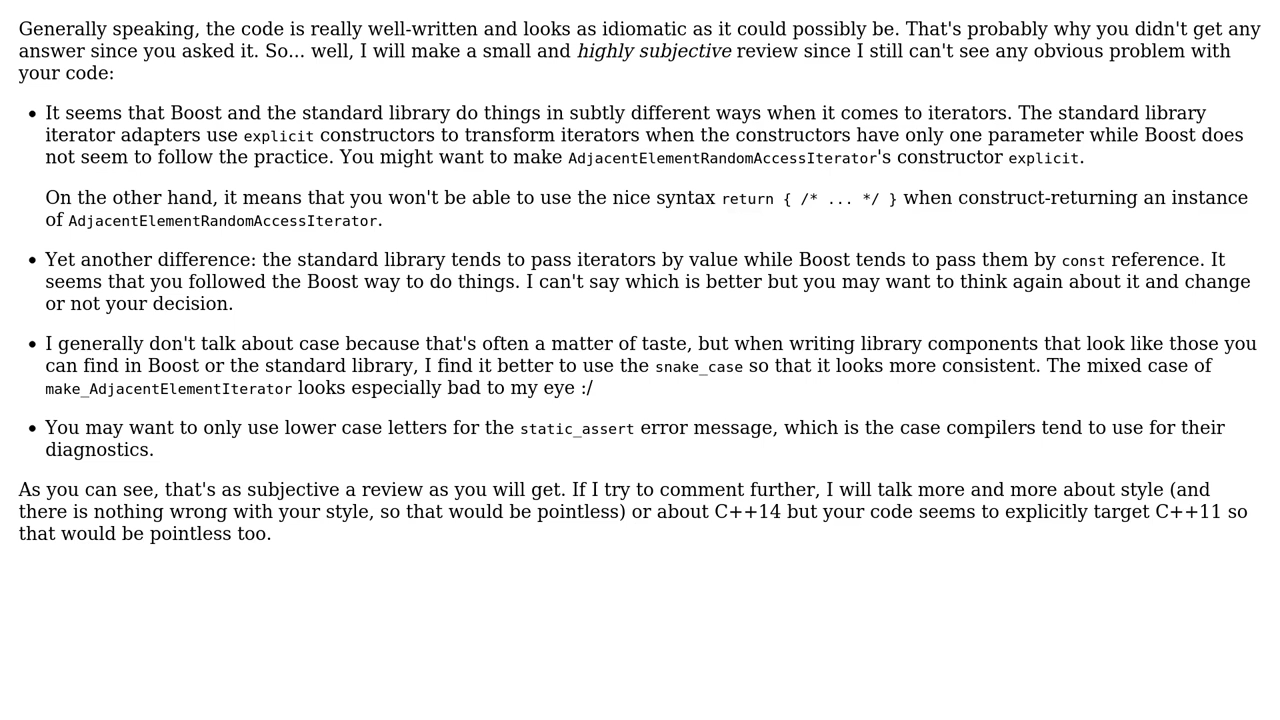 Generally speaking, the code is really well-written and looks as idiomatic as it could possibly be. That's probably why you didn't get any
answer since you asked it. So... well, I will make a small and highly subjective review since I still can't see any obvious problem with
your code:
• It seems that Boost and the standard library do things in subtly different ways when it comes to iterators. The standard library
iterator adapters use explicit constructors to transform iterators when the constructors have only one parameter while Boost does
not seem to follow the practice. You might want to make AdjacentElementRandomAccessIterator's constructor explicit.
On the other hand, it means that you won't be able to use the nice syntax return { /* ... */ } when construct-returning an instance
of AdjacentElementRandomAccessIterator.
• Yet another difference: the standard library tends to pass iterators by value while Boost tends to pass them by const reference. It
seems that you followed the Boost way to do things. I can't say which is better but you may want to think again about it and change
or not your decision.
• I generally don't talk about case because that's often a matter of taste, but when writing library components that look like those you
can find in Boost or the standard library, I find it better to use the snake_case so that it looks more consistent. The mixed case of
make_AdjacentElementIterator looks especially bad to my eye :/
• You may want to only use lower case letters for the static_assert error message, which is the case compilers tend to use for their
diagnostics.
As you can see, that's as subjective a review as you will get. If I try to comment further, I will talk more and more about style (and
there is nothing wrong with your style, so that would be pointless) or about C++14 but your code seems to explicitly target C++11 so
that would be pointless too.